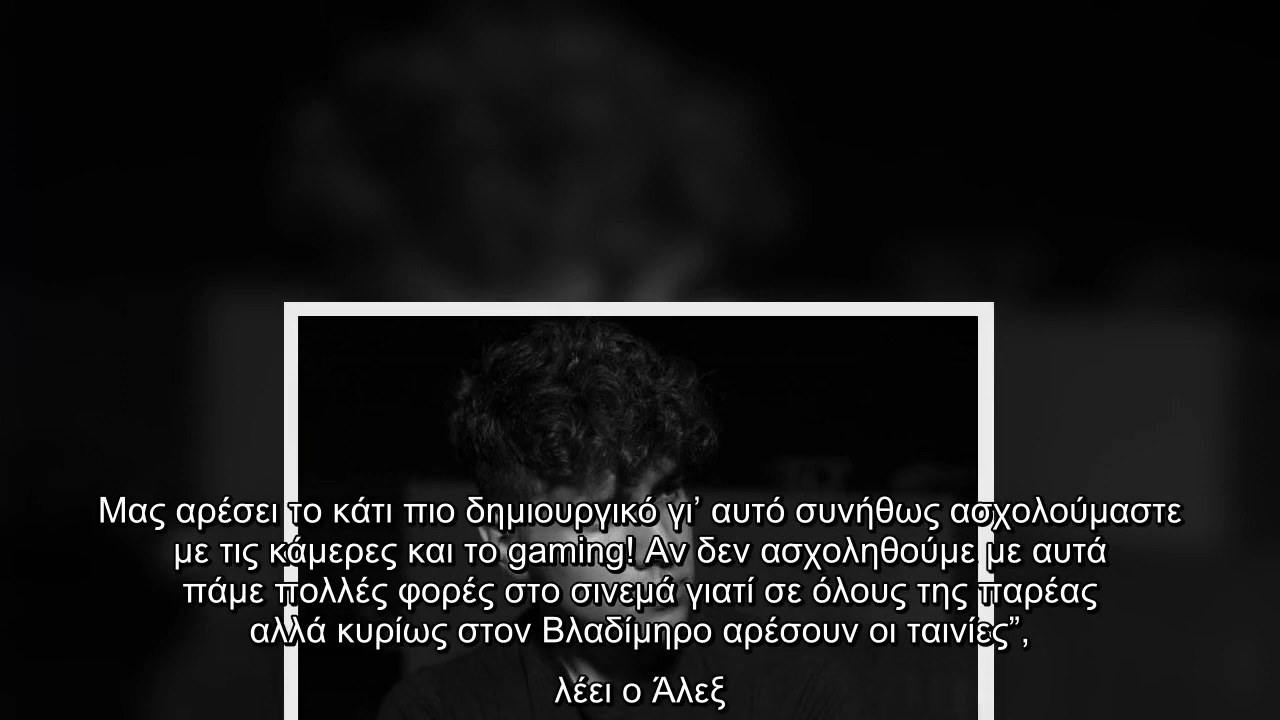 Μας αρέσει το κάτι πιο δημιουργικό γι’ αυτό συνήθως ασχολούμαστε
με τις κάμερες και το gaming! Αν δεν ασχοληθούμε με αυτά
πάμε πολλές φορές στο σινεμά γιατί σε όλους της παρέας
αλλά κυρίως στον Βλαδίμηρο αρέσουν οι ταινίες”,
λέει ο Άλεξ